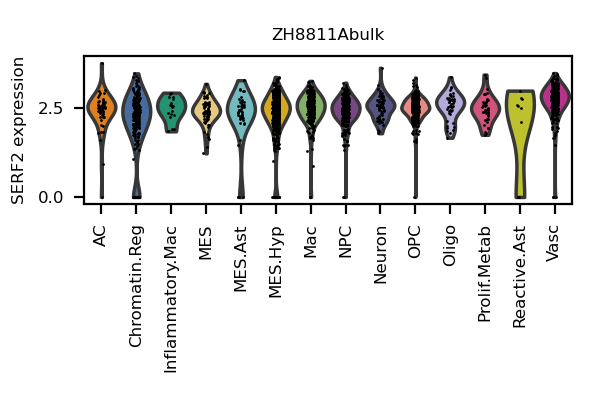 ZH8811Abulk
SERF2 expression
2.5
0.0
AC
Chromatin.Reg
Inflammatory.Mac
MES
MES.Ast
MES.Hyp
Mac
NPC
Neuron
OPC
Oligo
Prolif.Metab
Reactive.Ast
Vasc